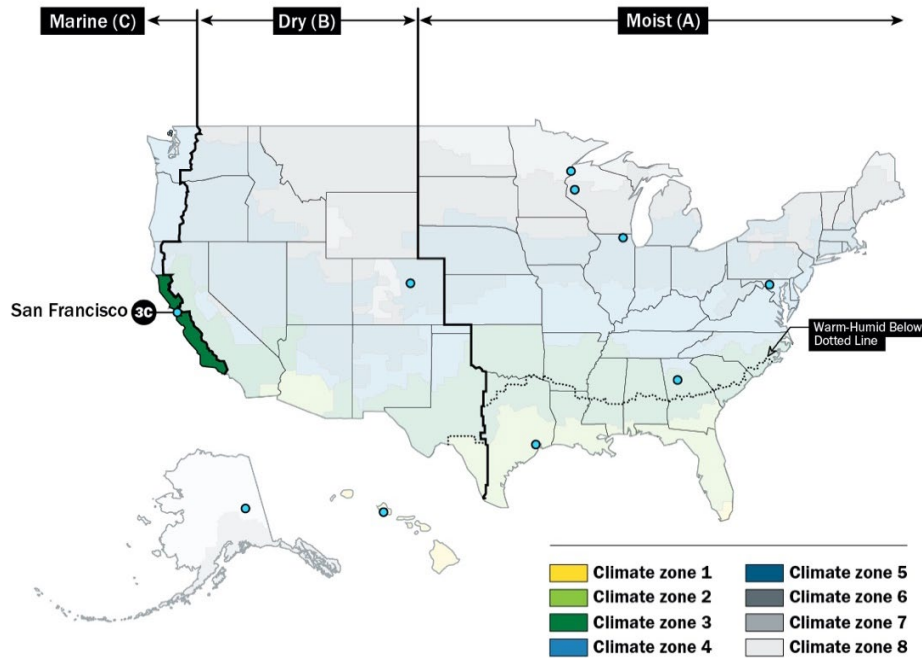 Marine (C)
Dry (B)
Moist (A)
San Francisco 3C
Warm-Humid Below
Dotted Line
Climate zone 1
Climate zone 2
Climate zone 3
Climate zone 4
Climate zone 5
Climate zone 6
Climate zone 7
Climate zone 8